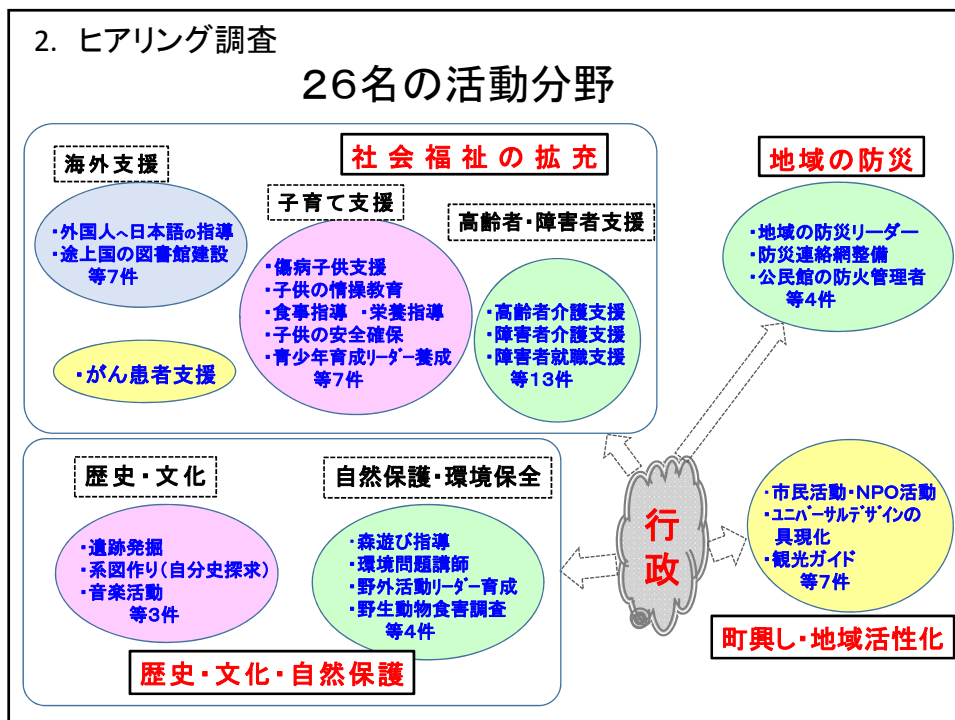 2. ヒアリング調査
26名の活動分野
社会福祉の拡充
海外支援
・外国人へ日本語の指導
・途上国の図書館建設
等7件
子育て支援
・傷病子供支援
・子供の情操教育
・食事指導 ・栄養指導
・子供の安全確保
・青少年育成リーダー養成
等7件
高齢者・障害者支援
・高齢者介護支援
・障害者介護支援
・障害者就職支援
等13件
・がん患者支援
地域の防災
・地域の防災リーダー
・防災連絡網整備
・公民館の防火管理者
等4件
歴史・文化
・遺跡発掘
・系図作り(自分史探求)
・音楽活動
等3件
自然保護・環境保全
・森遊び指導
・環境問題講師
・野外活動リーダー育成
・野生動物食害調査
等4件
歴史・文化・自然保護
行政
・市民活動・NPO活動
・ユニバーサルデザインの
具現化
・観光ガイド
等7件
町興し・地域活性化